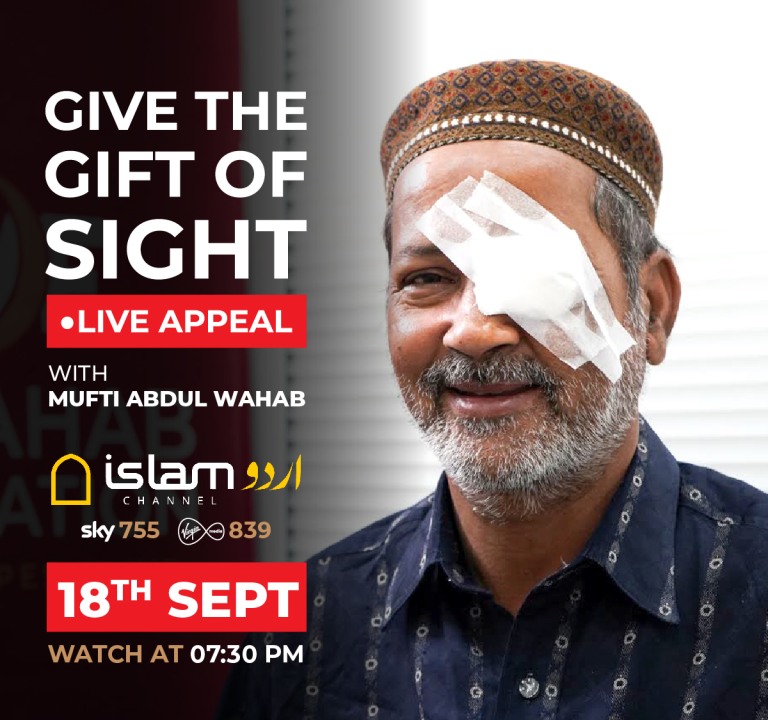 GIVE THE
GIFT OF
SIGHT
•LIVE APPEAL
WITH
MUFTI ABDUL WAHAB
islam اردو
CHANNEL
sky 755 Virgin media 839
18TH SEPT
WATCH AT 07:30 PM
AHAB